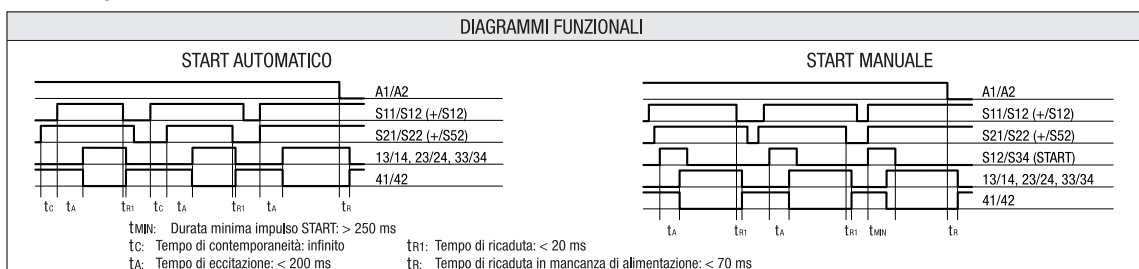 DIAGRAMMI FUNZIONALI
START AUTOMATICO
A1/A2
S11/S12 (+/S12)
S21/S22 (+/S52)
13/14, 23/24, 33/34
41/42
tC tA tR1 tC tA tR1 tA tR
START MANUALE
A1/A2
S11/S12 (+/S12)
S21/S22 (+/S52)
S12/S34 (START)
13/14, 23/24, 33/34
41/42
tA tR1 tA tR1 tMIN tR
tMIN: Durata minima impulso START: > 250 ms
tC: Tempo di contemporaneità: infinito tR1: Tempo di ricaduta: < 20 ms
tA: Tempo di eccitazione: < 200 ms tR: Tempo di ricaduta in mancanza di alimentazione: < 70 ms